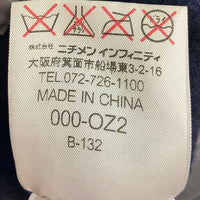 株式会社 ニチメン インフィニティ
大阪府箕面市船場東3-2-16
TEL.072-726-1100
MADE IN CHINA
000-OZ2
B-132